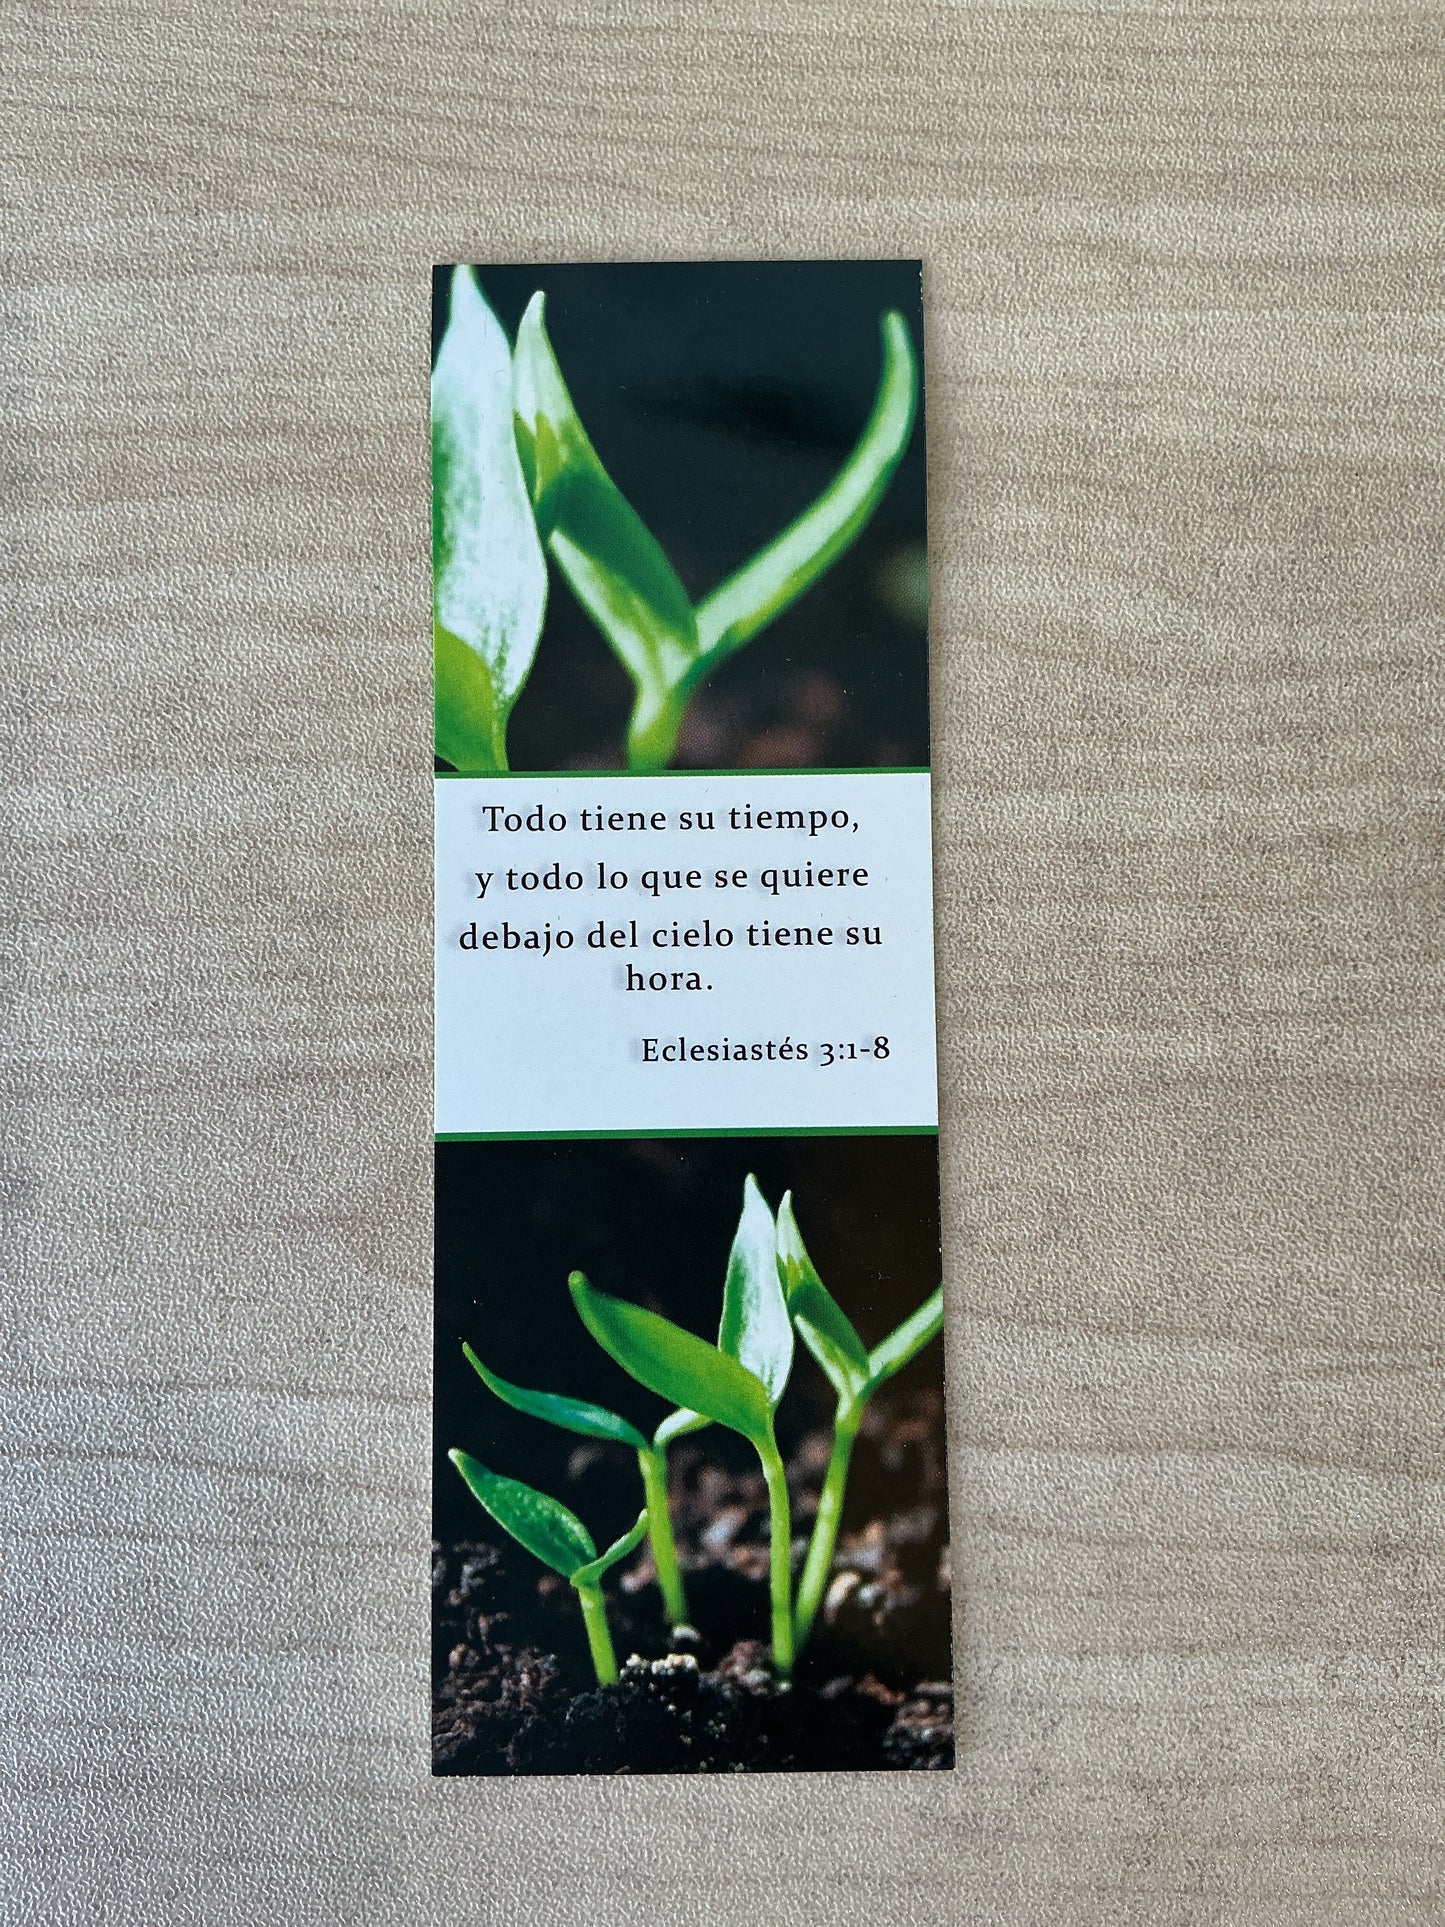 Todo tiene su tiempo,
y todo lo que se quiere
debajo del cielo tiene su
hora.
Eclesiastés 3:1-8